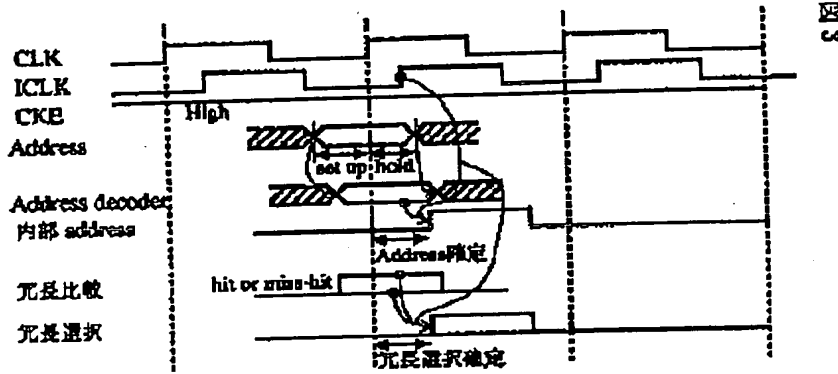 CLK
ICLK
CKE
High
Address
set up
hold
Address decoder
内部 address
Address確定
hit or miss-hit
冗長比較
冗長選択
冗長選択確定